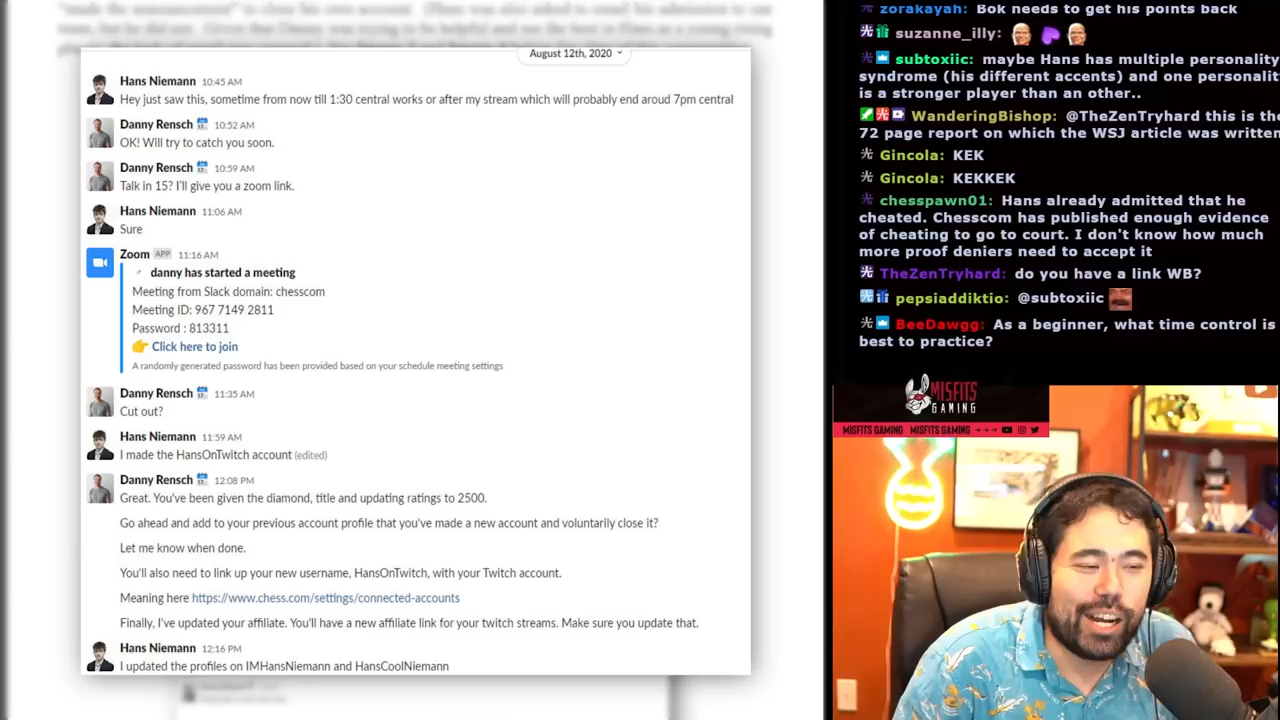 August 12th, 2020
Hans Niemann 10:45 AM
Hey just saw this, sometime from now till 1:30 central works or after my stream which will probably end aroud 7pm central
Danny Rensch 10:52 AM
OK! Will try to catch you soon.
Danny Rensch 10:59 AM
Talk in 15? I'll give you a zoom link.
Hans Niemann 11:06 AM
Sure
Zoom APP 11:16 AM
danny has started a meeting
Meeting from Slack domain: chesscom
Meeting ID: 967 7149 2811
Password : 813311
👉 Click here to join
A randomly generated password has been provided based on your schedule meeting settings
Danny Rensch 11:35 AM
Cut out?
Hans Niemann 11:59 AM
I made the HansOnTwitch account (edited)
Danny Rensch 12:08 PM
Great. You've been given the diamond, title and updating ratings to 2500.
Go ahead and add to your previous account profile that you've made a new account and voluntarily close it?
Let me know when done.
You'll also need to link up your new username, HansOnTwitch, with your Twitch account.
Meaning here https://www.chess.com/settings/connected-accounts
Finally, I've updated your affiliate. You'll have a new affiliate link for your twitch streams. Make sure you update that.
Hans Niemann 12:16 PM
I updated the profiles on IMHansNiemann and HansCoolNiemann
zorakayah: Bok needs to get his points back
suzanne_illy:
subtoxiic: maybe Hans has multiple personality
syndrome (his different accents) and one personalit
is a stronger player than an other..
WanderingBishop: @TheZenTryhard this is the
72 page report on which the WSJ article was written
Gincola: KEK
Gincola: KEKKEK
chesspawn01: Hans already admitted that he
cheated. Chesscom has published enough evidence
of cheating to go to court. I don't know how much
more proof deniers need to accept it
TheZenTryhard: do you have a link WB?
pepsiaddiktio: @subtoxiic
BeeDawgg: As a beginner, what time control is
best to practice?
MISFITS
GAMING
MISFITS GAMING MISFITS GAMING